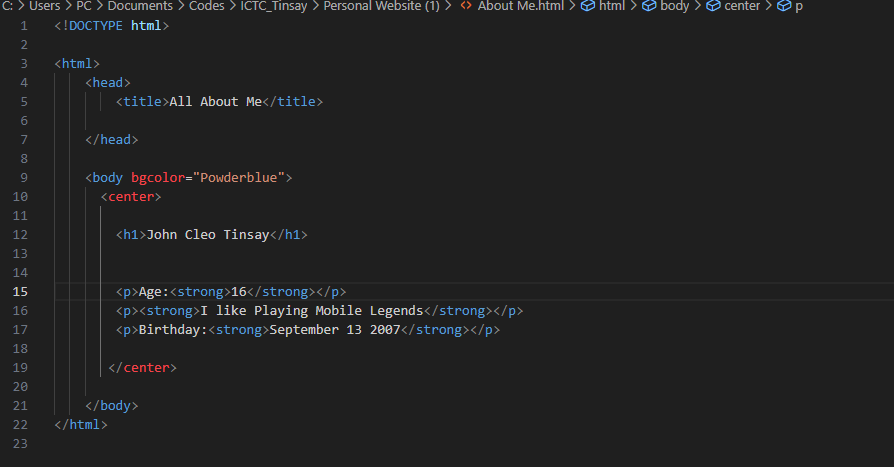 C: > Users > PC > Documents > Codes > ICTC_Tinsay > Personal Website (1) > <> About Me.html > html > body > center > p
1 <!DOCTYPE html>
2
3 <html>
4 <head>
5 <title>All About Me</title>
6
7 </head>
8
9 <body bgcolor="Powderblue">
10 <center>
11
12 <h1>John Cleo Tinsay</h1>
13
14
15 <p>Age:<strong>16</strong></p>
16 <p><strong>I like Playing Mobile Legends</strong></p>
17 <p>Birthday:<strong>September 13 2007</strong></p>
18
19 </center>
20
21 </body>
22 </html>
23